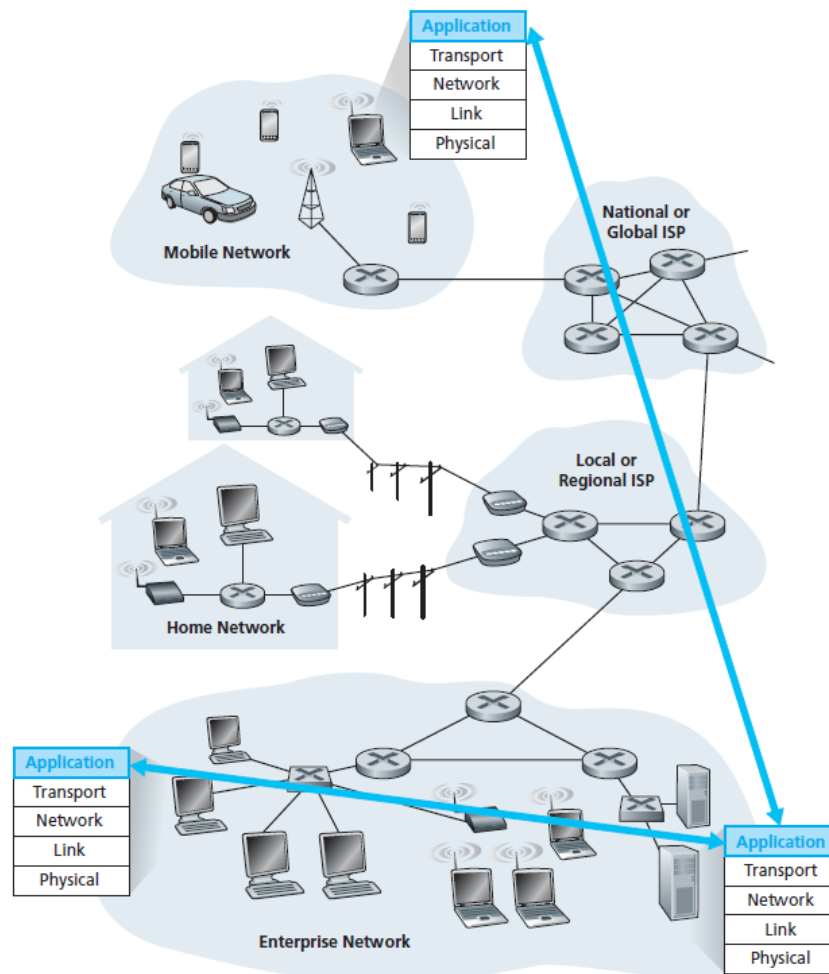 Application
Transport
Network
Link
Physical
National or
Global ISP
Mobile Network
Local or
Regional ISP
Home Network
Application
Transport
Network
Link
Physical
Application
Transport
Network
Link
Physical
Enterprise Network